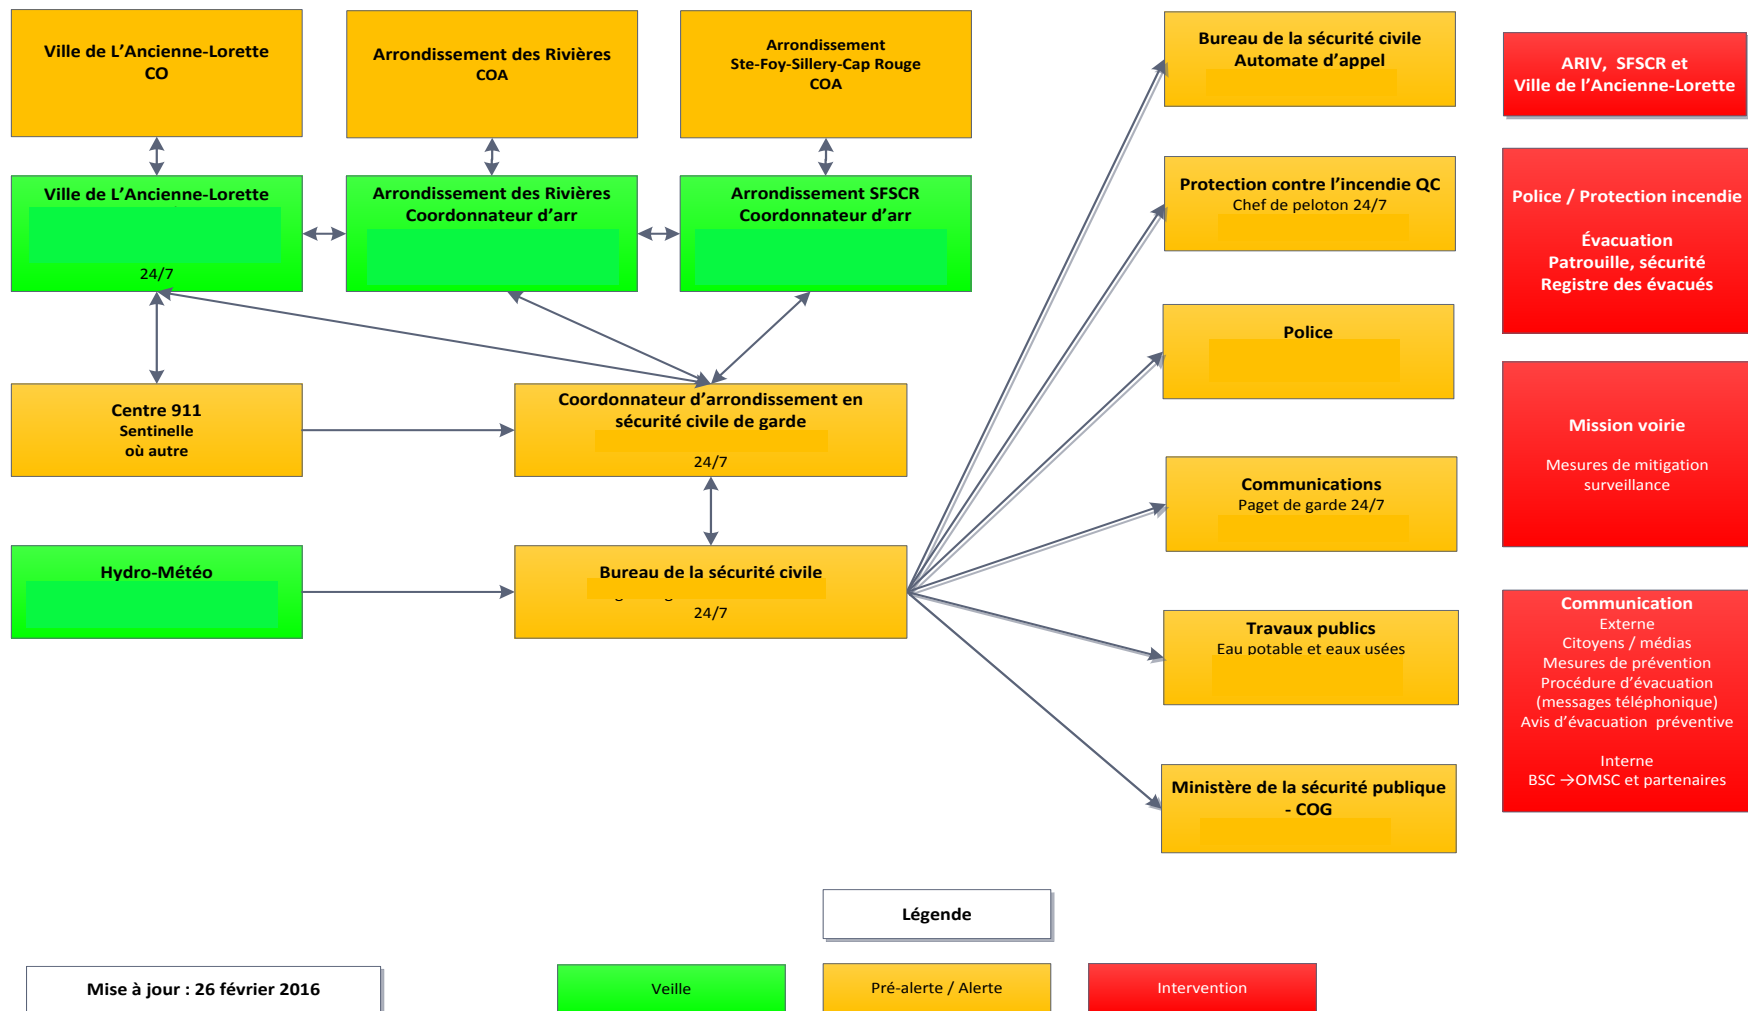 Ville de L'Ancienne-Lorette
CO
Arrondissement des Rivières
COA
Arrondissement
Ste-Foy-Sillery-Cap Rouge
COA
Ville de L'Ancienne-Lorette
24/7
Arrondissement des Rivières
Coordonnateur d'arr
Arrondissement SFSCR
Coordonnateur d'arr
Centre 911
Sentinelle
où autre
Coordonnateur d'arrondissement en
sécurité civile de garde
24/7
Hydro-Météo
Bureau de la sécurité civile
24/7
Bureau de la sécurité civile
Automate d'appel
Protection contre l'incendie QC
Chef de peloton 24/7
Police
Communications
Paget de garde 24/7
Travaux publics
Eau potable et eaux usées
Ministère de la sécurité publique
- COG
ARIV, SFSCR et
Ville de l'Ancienne-Lorette
Police / Protection incendie
Évacuation
Patrouille, sécurité
Registre des évacués
Mission voirie
Mesures de mitigation
surveillance
Communication
Externe
Citoyens / médias
Mesures de prévention
Procédure d'évacuation
(messages téléphonique)
Avis d'évacuation préventive
Interne
BSC →OMSC et partenaires
Légende
Mise à jour : 26 février 2016
Veille
Pré-alerte / Alerte
Intervention